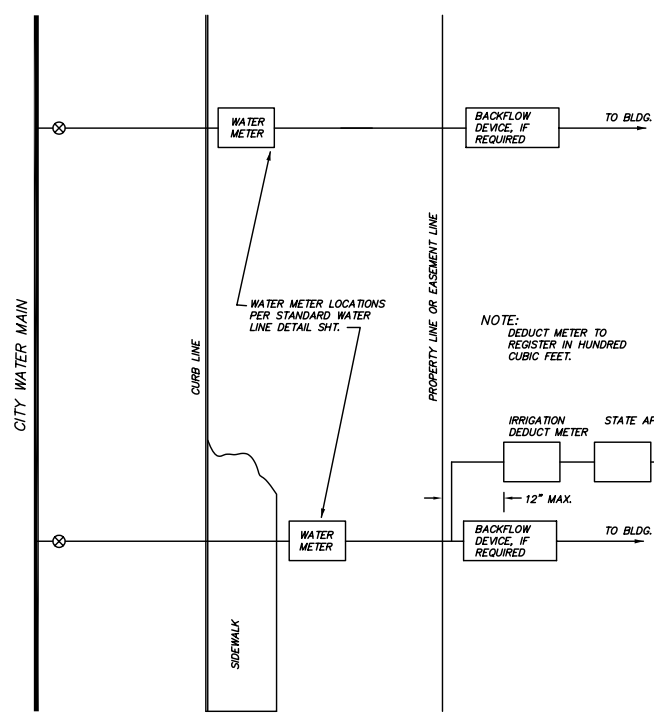 WATER
METER
BACKFLOW
DEVICE, IF
REQUIRED
TO BLDG.
CITY WATER MAIN
CURB LINE
WATER METER LOCATIONS
PER STANDARD WATER
LINE DETAIL SHT.
PROPERTY LINE OR EASEMENT LINE
NOTE:
DEDUCT METER TO
REGISTER IN HUNDRED
CUBIC FEET.
IRRIGATION
DEDUCT METER
STATE
12" MAX.
WATER
METER
BACKFLOW
DEVICE, IF
REQUIRED
TO BLDG.
SIDEWALK